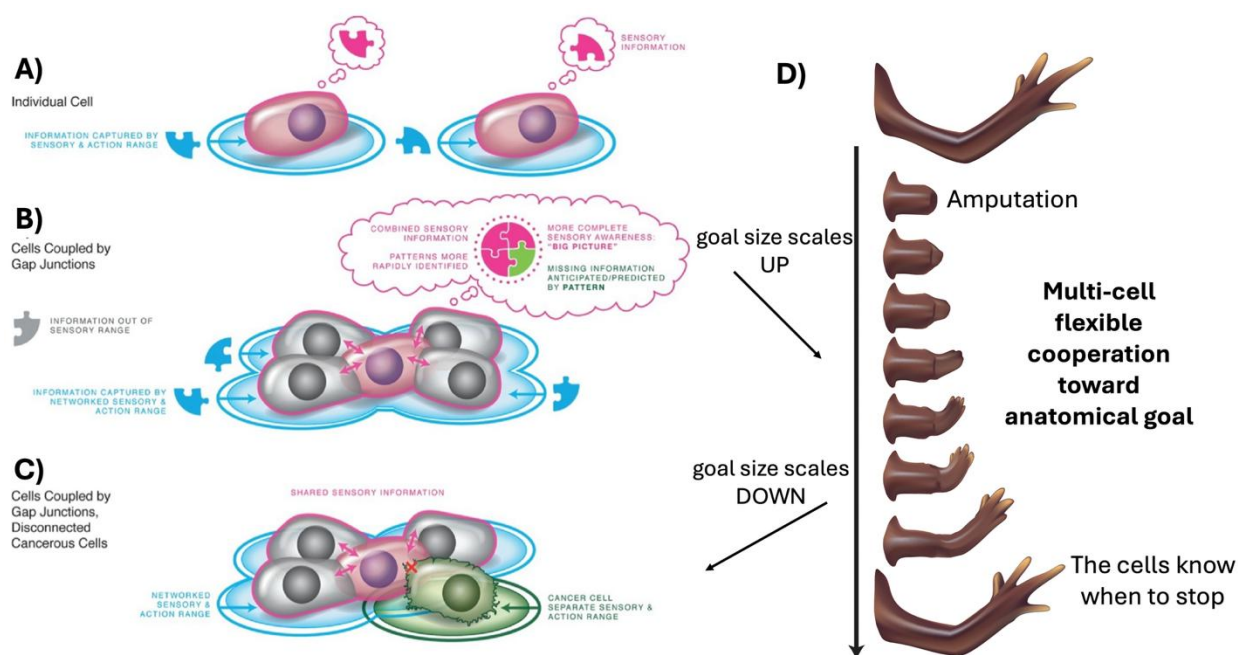 A)
Individual Cell
INFORMATION CAPTURED BY
SENSORY & ACTION RANGE
SENSORY
INFORMATION
B)
Cells Coupled by
Gap Junctions
COMBINED SENSORY
INFORMATION
PATTERNS MORE
RAPIDLY IDENTIFIED
MORE COMPLETE
SENSORY AWARENESS:
"BIG PICTURE"
MISSING INFORMATION
ANTICIPATED/PREDICTED
BY PATTERN
INFORMATION OUT OF
SENSORY RANGE
INFORMATION CAPTURED BY
NETWORKED SENSORY &
ACTION RANGE
C)
Cells Coupled by
Gap Junctions,
Disconnected
Cancerous Cells
SHARED SENSORY INFORMATION
NETWORKED
SENSORY &
ACTION RANGE
CANCER CELL
SEPARATE SENSORY &
ACTION RANGE
goal size scales
UP
goal size scales
DOWN
D)
Amputation
Multi-cell
flexible
cooperation
toward
anatomical goal
The cells know
when to stop